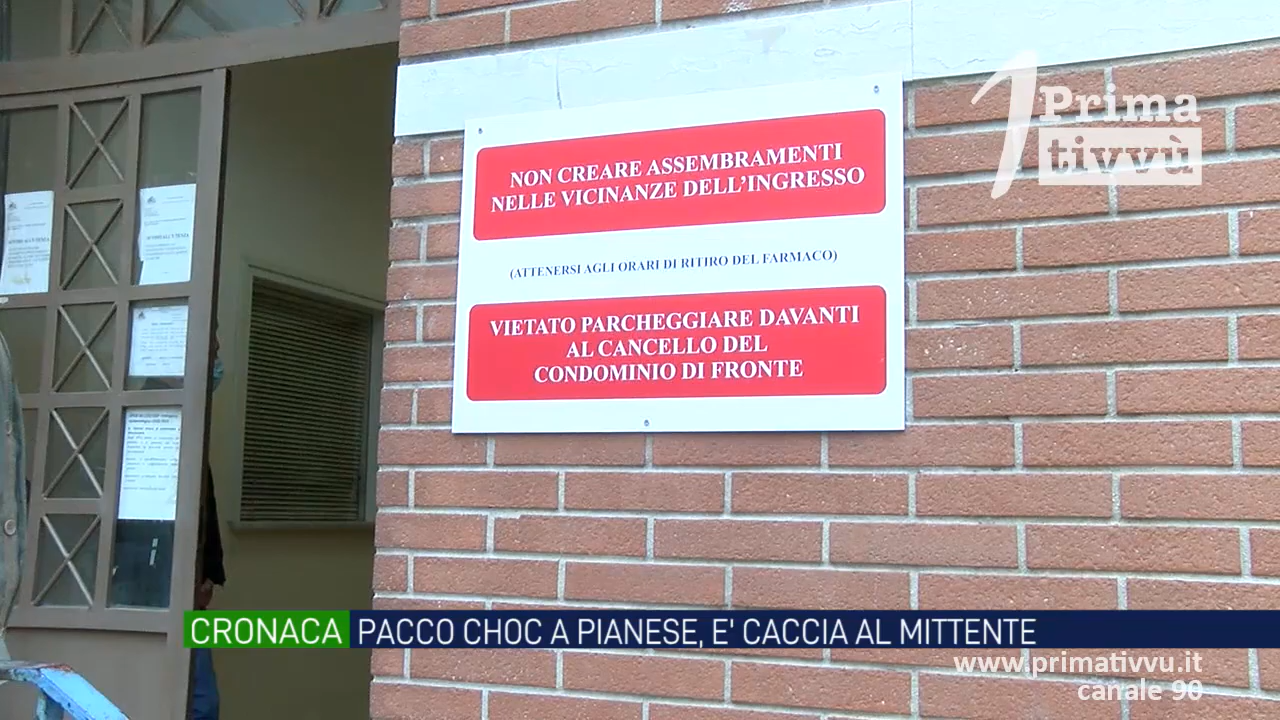 1 Prima
tivvù
NON CREARE ASSEMBRAMENTI
NELLE VICINANZE DELL'INGRESSO
(ATTENERSI AGLI ORARI DI RITIRO DEL FARMACO)
VIETATO PARCHEGGIARE DAVANTI
AL CANCELLO DEL
CONDOMINIO DI FRONTE
CRONACA PACCO CHOC A PIANESE, E' CACCIA AL MITTENTE
www.primativvu.it
canale 90